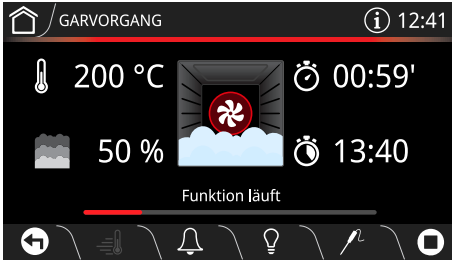 GARVORGANG
i 12:41
200 °C
00:59'
50 %
13:40
Funktion läuft